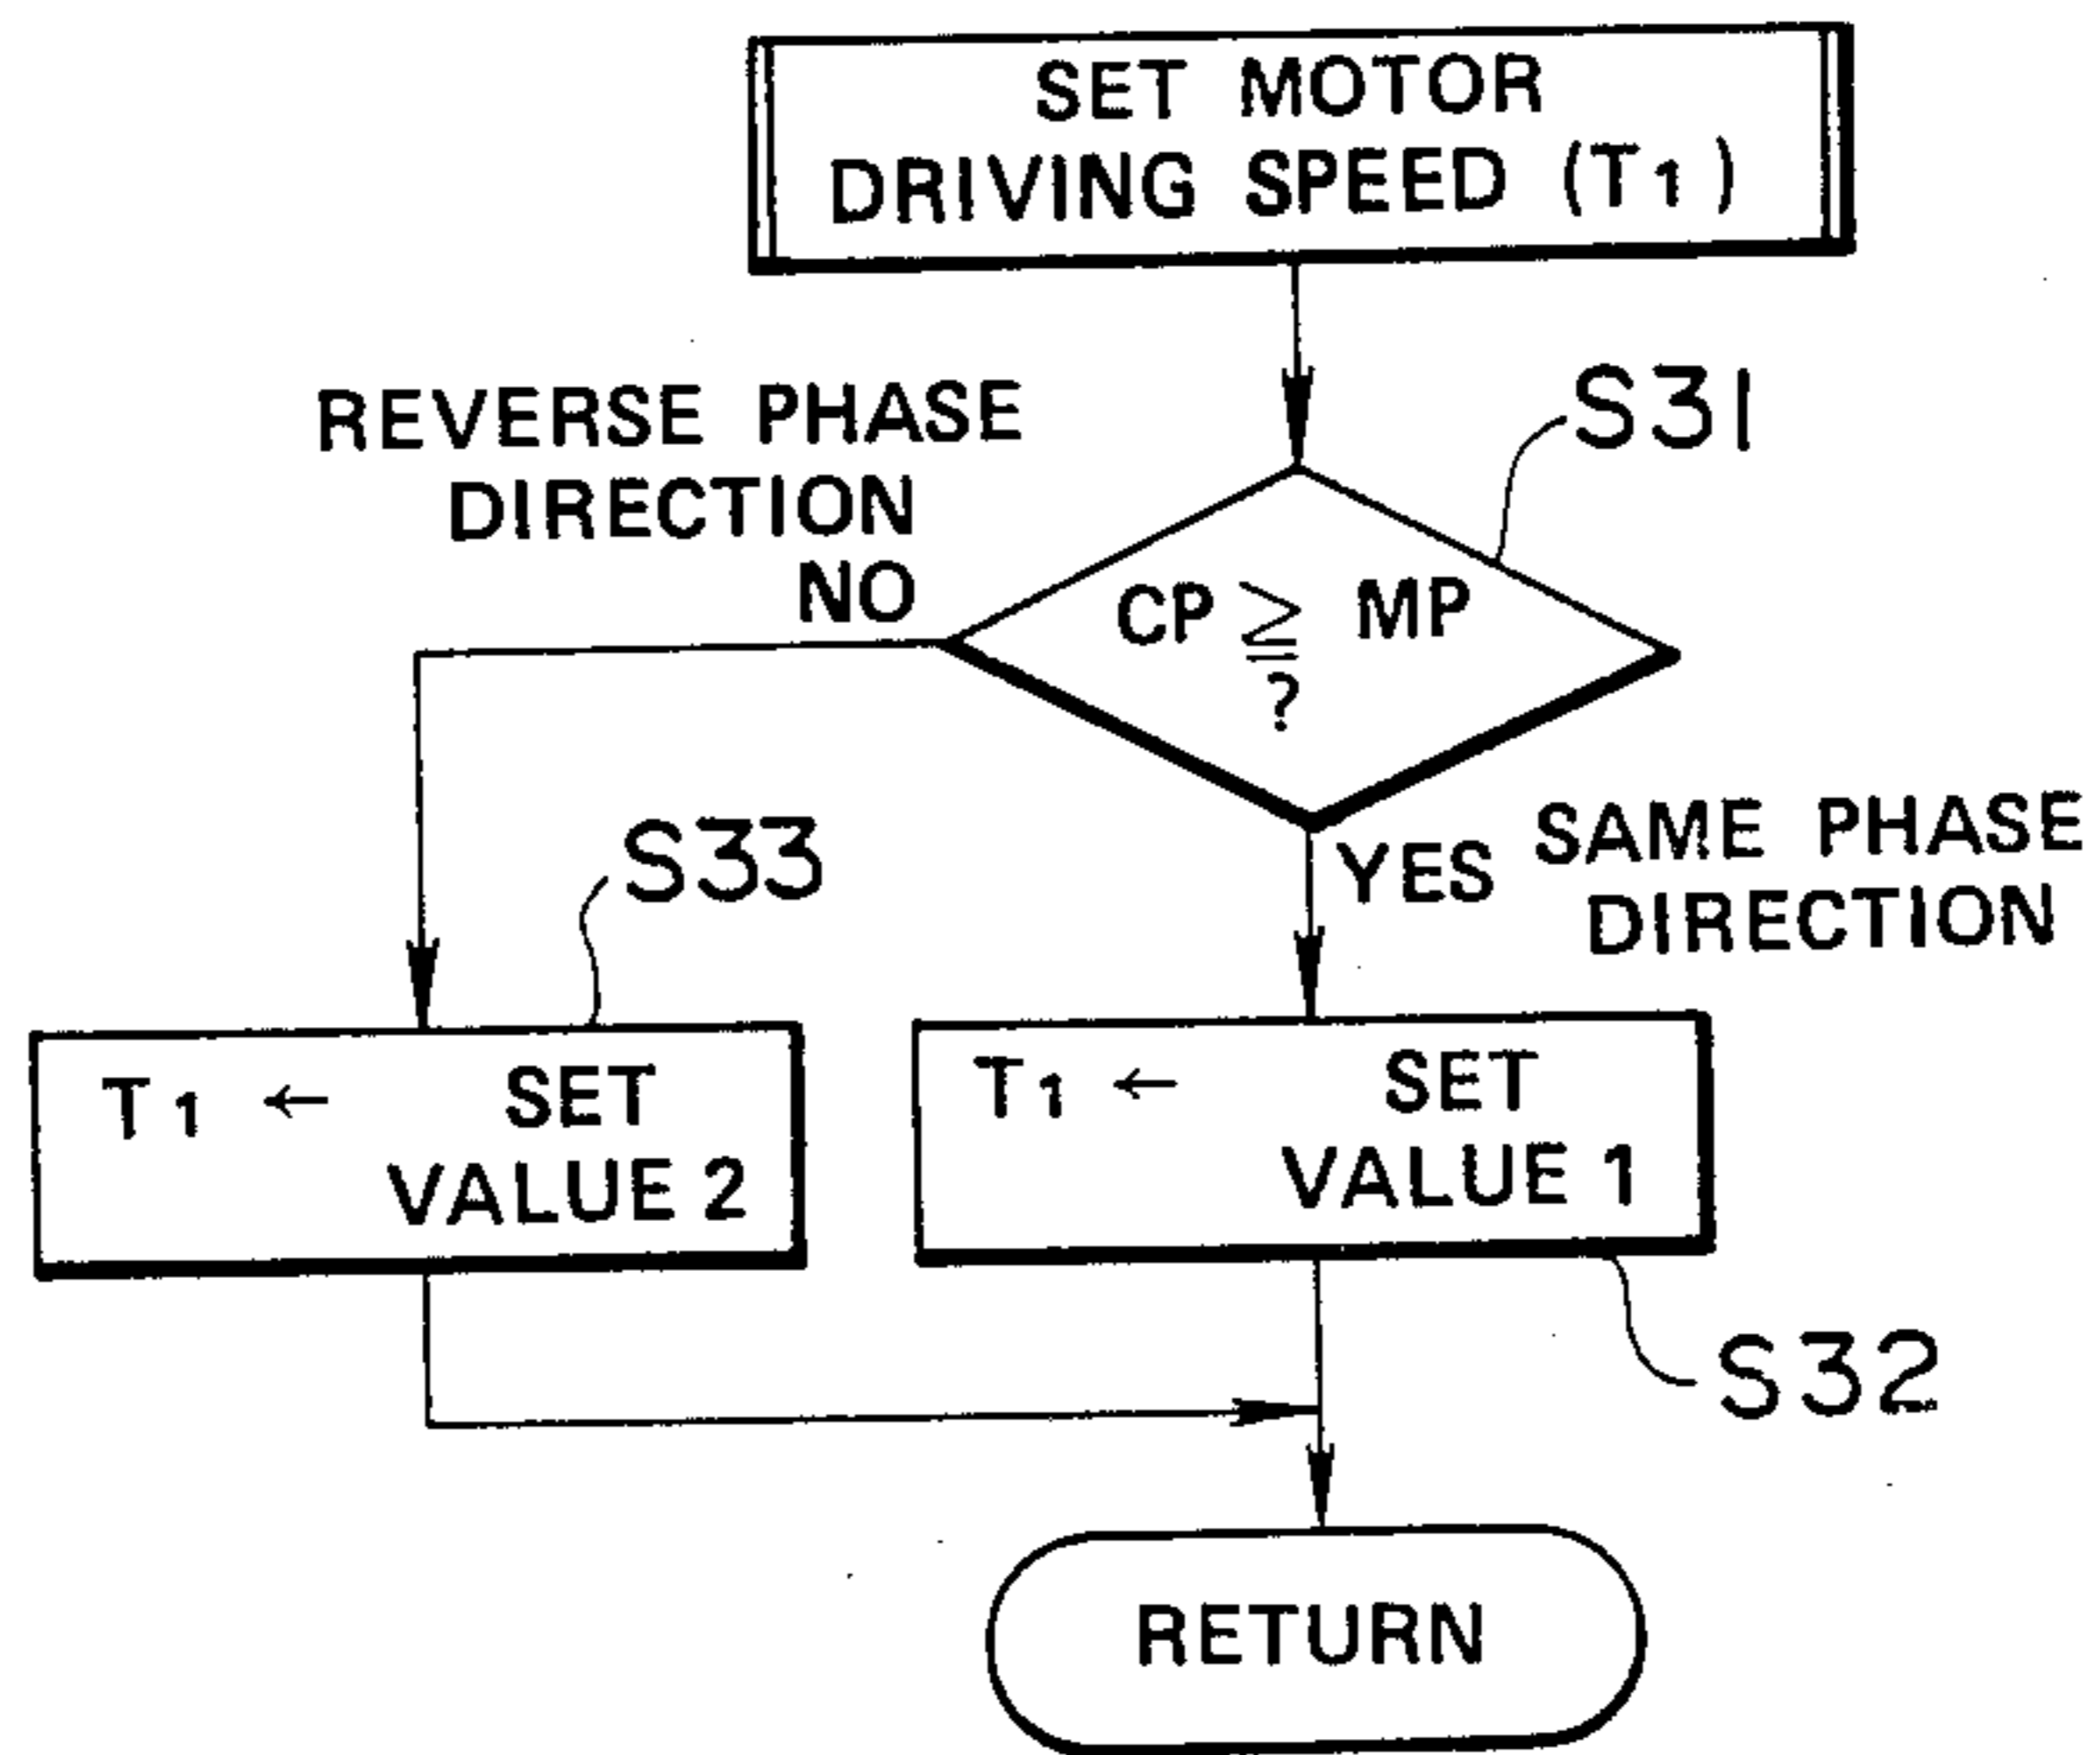 SET MOTOR
DRIVING SPEED (T1)
S31
REVERSE PHASE
DIRECTION
NO
CP ≧ MP
?
YES
SAME PHASE
DIRECTION
S33
T1 ← SET
VALUE 2
T1 ← SET
VALUE 1
S32
RETURN